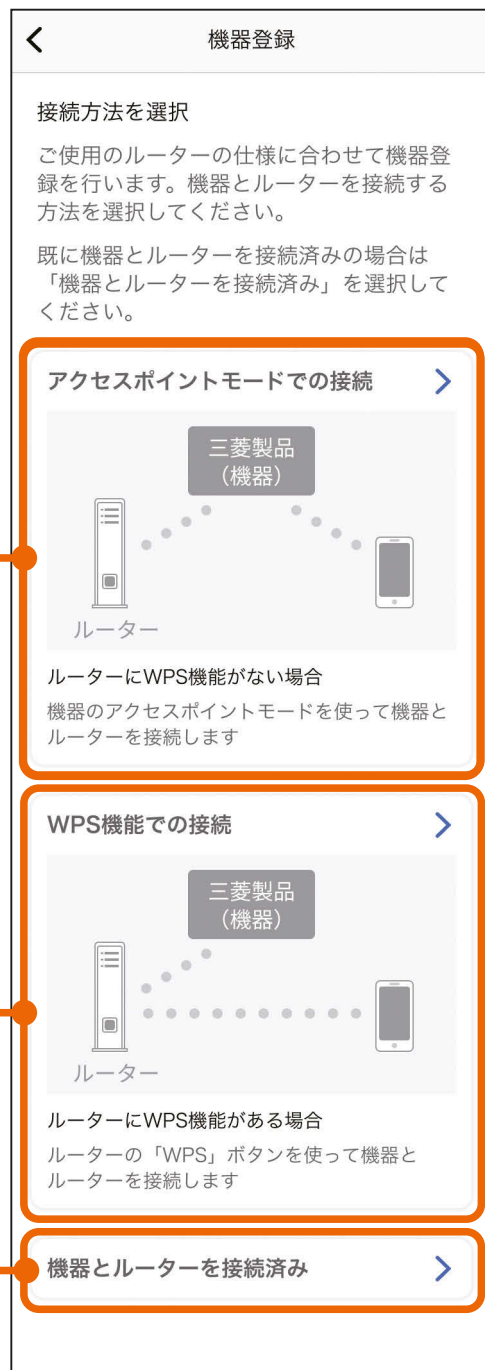 機器登録
接続方法を選択
ご使用のルーターの仕様に合わせて機器登
録を行います。機器とルーターを接続する
方法を選択してください。
既に機器とルーターを接続済みの場合は
「機器とルーターを接続済み」を選択して
ください。
アクセスポイントモードでの接続
三菱製品
（機器）
ルーター
ルーターにWPS機能がない場合
機器のアクセスポイントモードを使って機器と
ルーターを接続します
WPS機能での接続
三菱製品
（機器）
ルーター
ルーターにWPS機能がある場合
ルーターの「WPS」ボタンを使って機器と
ルーターを接続します
機器とルーターを接続済み